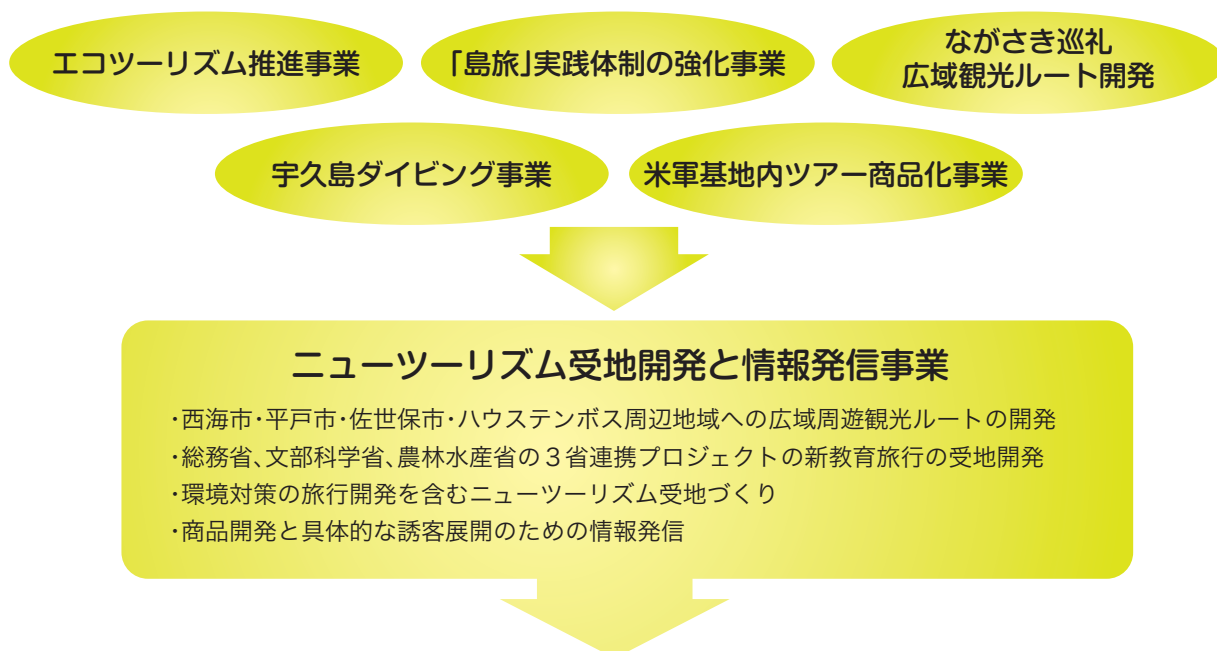 エコツーリズム推進事業
「島旅」実践体制の強化事業
ながさき巡礼
広域観光ルート開発
宇久島ダイビング事業
米軍基地内ツアー商品化事業
ニューツーリズム受地開発と情報発信事業
・西海市・平戸市・佐世保市・ハウステンボス周辺地域への広域周遊観光ルートの開発
・総務省、文部科学省、農林水産省の３省連携プロジェクトの新教育旅行の受地開発
・環境対策の旅行開発を含むニューツーリズム受地づくり
・商品開発と具体的な誘客展開のための情報発信